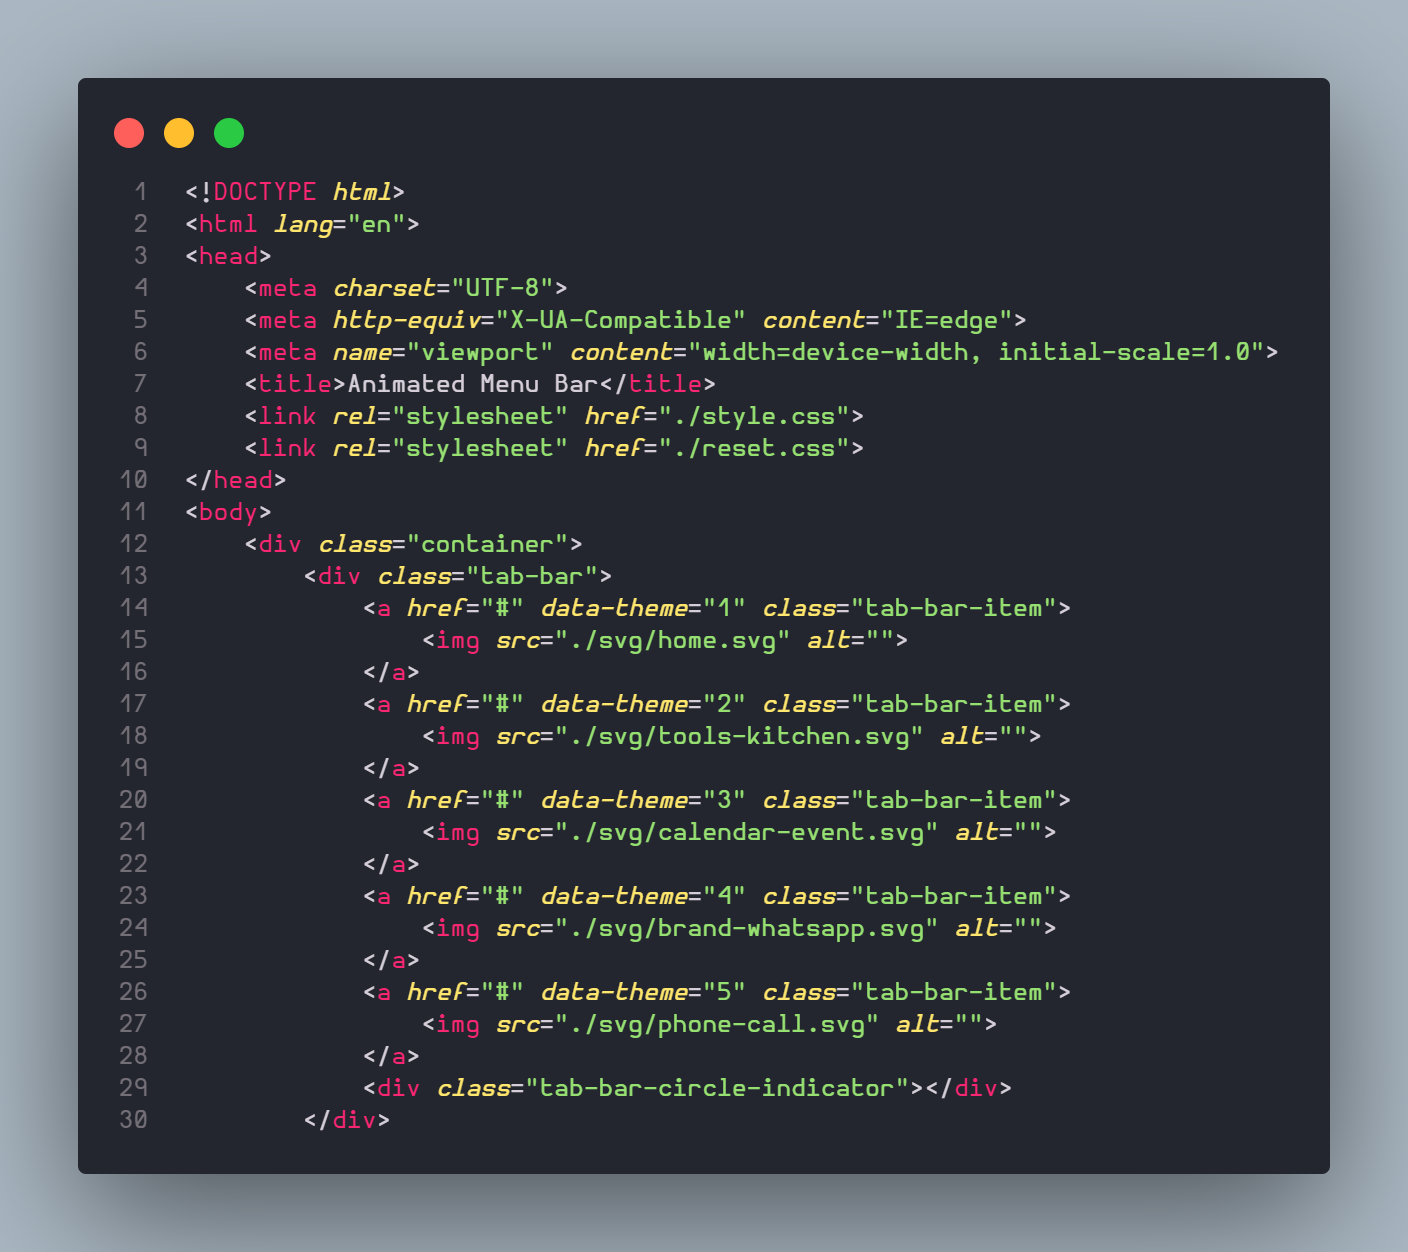 1 <!DOCTYPE html>
2 <html lang="en">
3 <head>
4     <meta charset="UTF-8">
5     <meta http-equiv="X-UA-Compatible" content="IE=edge">
6     <meta name="viewport" content="width=device-width, initial-scale=1.0">
7     <title>Animated Menu Bar</title>
8     <link rel="stylesheet" href="./style.css">
9     <link rel="stylesheet" href="./reset.css">
10 </head>
11 <body>
12     <div class="container">
13         <div class="tab-bar">
14             <a href="#" data-theme="1" class="tab-bar-item">
15                 <img src="./svg/home.svg" alt="">
16             </a>
17             <a href="#" data-theme="2" class="tab-bar-item">
18                 <img src="./svg/tools-kitchen.svg" alt="">
19             </a>
20             <a href="#" data-theme="3" class="tab-bar-item">
21                 <img src="./svg/calendar-event.svg" alt="">
22             </a>
23             <a href="#" data-theme="4" class="tab-bar-item">
24                 <img src="./svg/brand-whatsapp.svg" alt="">
25             </a>
26             <a href="#" data-theme="5" class="tab-bar-item">
27                 <img src="./svg/phone-call.svg" alt="">
28             </a>
29             <div class="tab-bar-circle-indicator"></div>
30         </div>